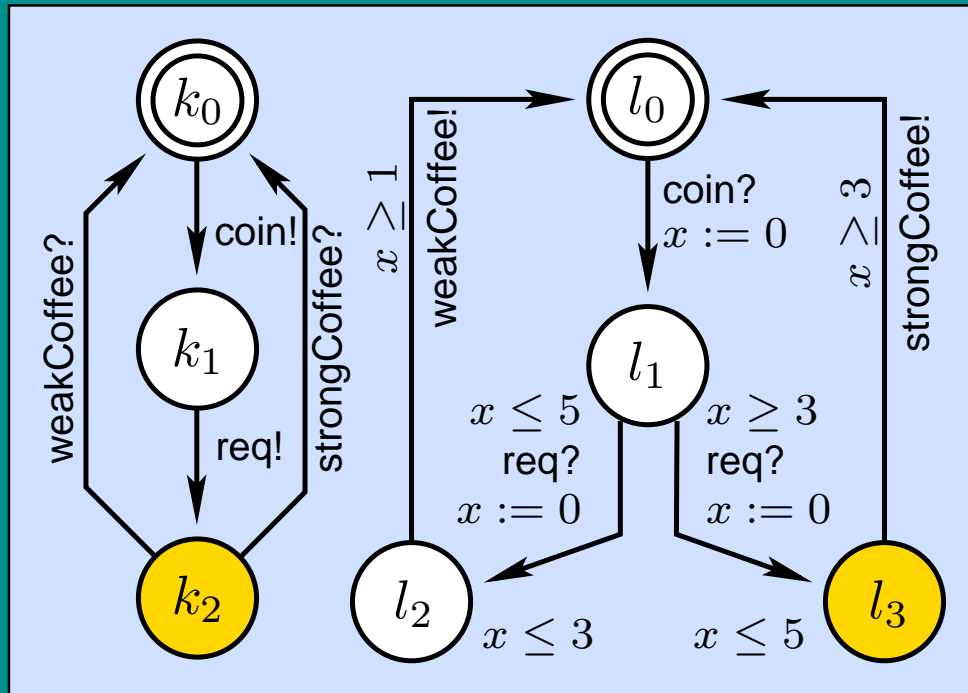 k₀
coin!
k₁
req!
k₂
weakCoffee?
strongCoffee?
l₀
x ≥ 1
weakCoffee!
coin?
x := 0
x ≥ 3
strongCoffee!
l₁
x ≤ 5
req?
x := 0
x ≥ 3
req?
x := 0
l₂
x ≤ 3
x ≤ 5
l₃